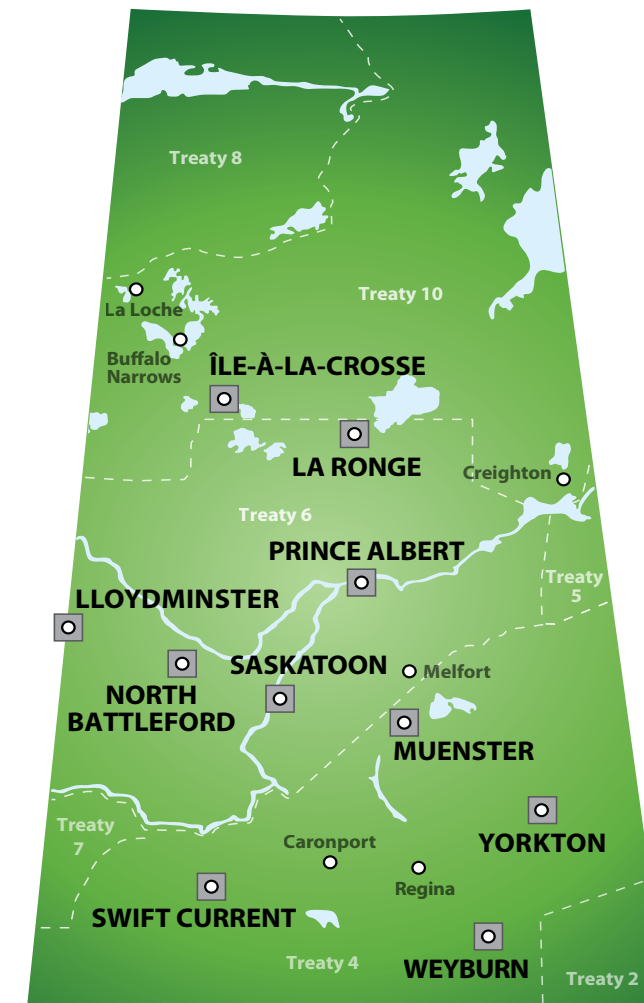 Treaty 8
La Loche
Treaty 10
Buffalo
Narrows
ÎLE-À-LA-CROSSE
LA RONGE
Creighton
Treaty 6
PRINCE ALBERT
Treaty
5
LLOYDMINSTER
SASKATOON
Melfort
NORTH
BATTLEFORD
MUENSTER
Treaty
7
Caronport
YORKTON
Regina
SWIFT CURRENT
Treaty 4
WEYBURN
Treaty 2